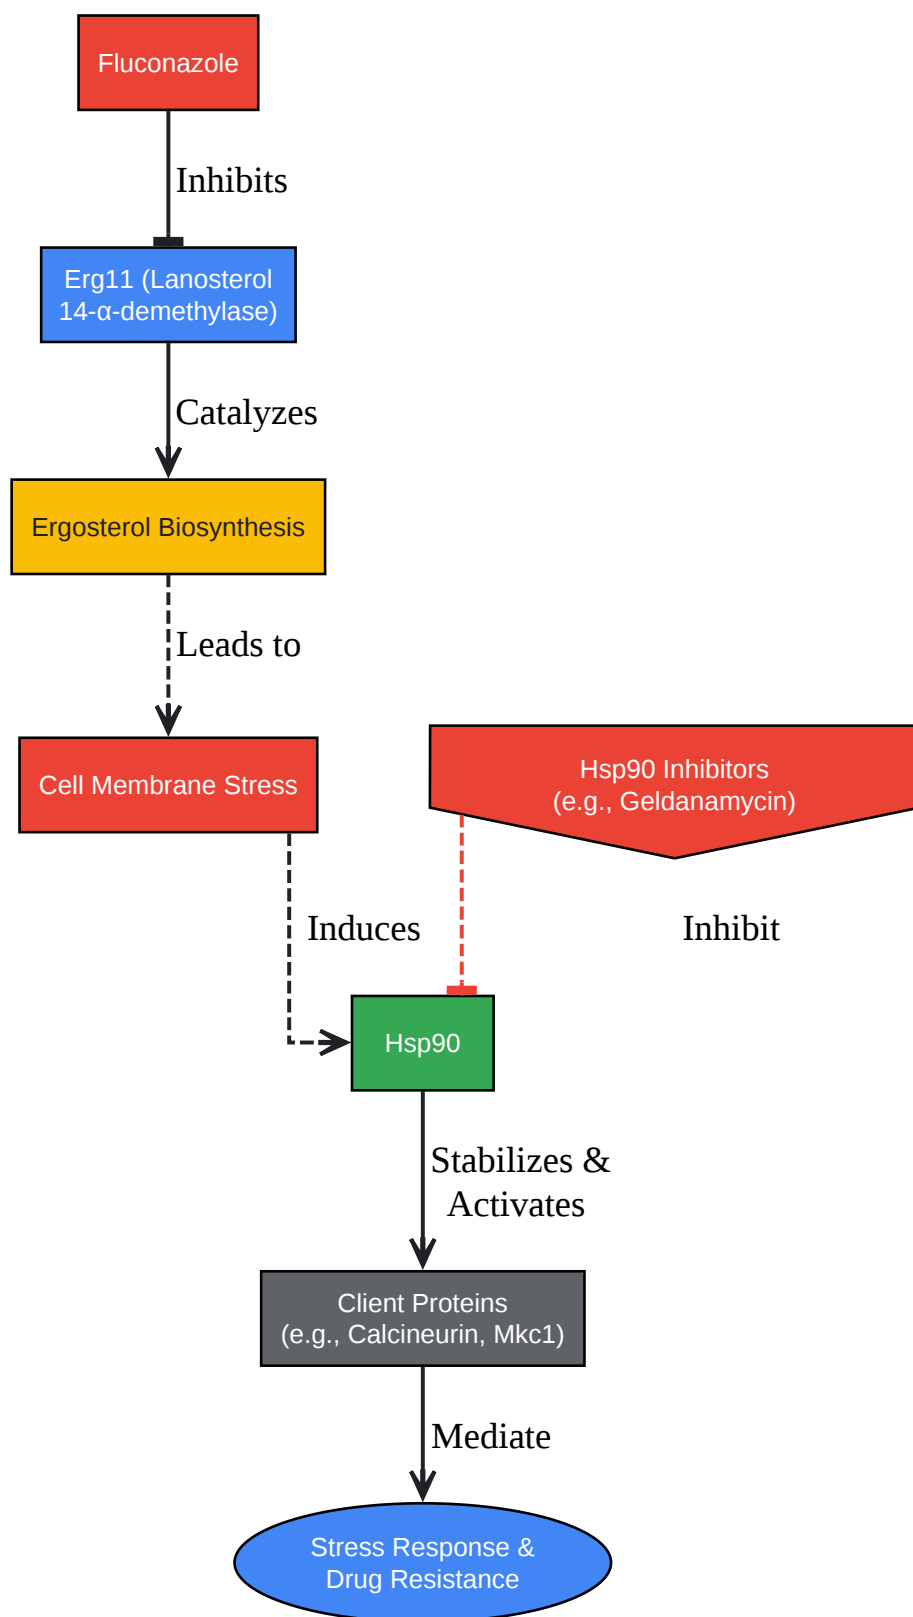 Fluconazole
Inhibits
Erg11 (Lanosterol
14-α-demethylase)
Catalyzes
Ergosterol Biosynthesis
Leads to
Cell Membrane Stress
Hsp90 Inhibitors
(e.g., Geldanamycin)
Induces
Inhibit
Hsp90
Stabilizes &
Activates
Client Proteins
(e.g., Calcineurin, Mkc1)
Mediate
Stress Response &
Drug Resistance